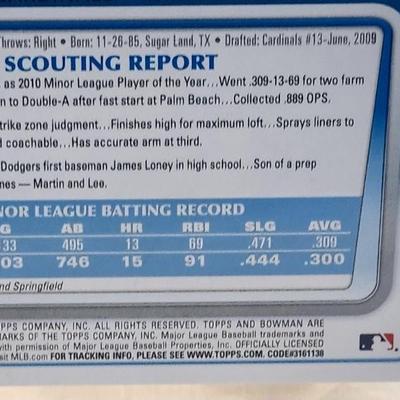 Throws: Right • Born: 11-26-85, Sugar Land, TX • Drafted: Cardinals #13-June, 2009
SCOUTING REPORT
as 2010 Minor League Player of the Year...Went .309-13-69 for two farm
n to Double-A after fast start at Palm Beach...Collected .889 OPS.
trike zone judgment...Finishes high for maximum loft...Sprays liners to
d coachable...Has accurate arm at third.
Dodgers first baseman James Loney in high school...Son of a prep
nes — Martin and Lee.
NOR LEAGUE BATTING RECORD
G AB HR RBI SLG AVG
33 495 13 69 .471 .309
03 746 15 91 .444 .300
nd Springfield
OPPS COMPANY, INC. ALL RIGHTS RESERVED. TOPPS AND BOWMAN ARE
MARKS OF THE TOPPS COMPANY, INC. Major League Baseball trademarks and
with permission of Major League Baseball Properties, Inc. OFFICIALLY LICENSED
isit MLB.com FOR TRACKING INFO, PLEASE SEE WWW.TOPPS.COM. CODE#3161138